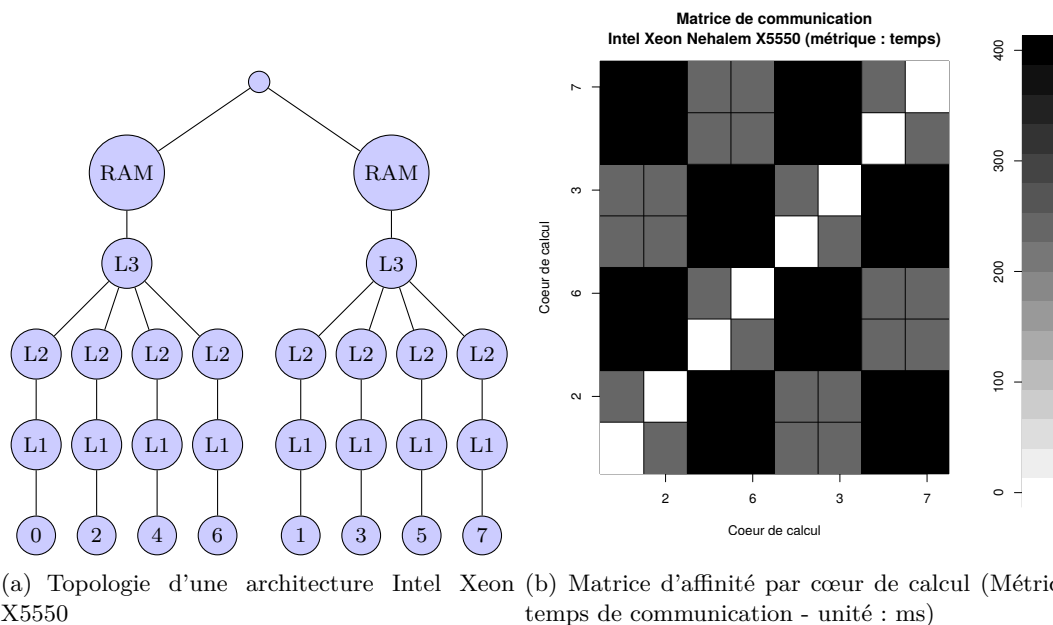 Matrice de communication
Intel Xeon Nehalem X5550 (métrique : temps)
RAM RAM
L3 L3
L2 L2 L2 L2 L2 L2 L2 L2
L1 L1 L1 L1 L1 L1 L1 L1
0 2 4 6 1 3 5 7
7
3
6
2
Coeur de calcul
2 6 3 7
Coeur de calcul
400
300
200
100
0
(a) Topologie d'une architecture Intel Xeon
X5550
(b) Matrice d'affinité par cœur de calcul (Métriq
temps de communication - unité : ms)